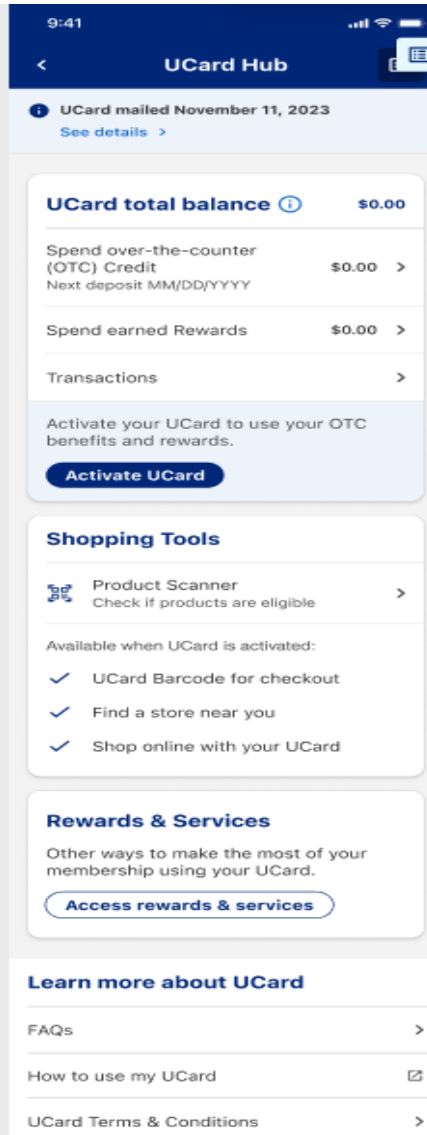 9:41
UCard Hub
UCard mailed November 11, 2023
See details >
UCard total balance $0.00
Spend over-the-counter
(OTC) Credit
$0.00 >
Next deposit MM/DD/YYYY
Spend earned Rewards $0.00 >
Transactions >
Activate your UCard to use your OTC
benefits and rewards.
Activate UCard
Shopping Tools
Product Scanner
Check if products are eligible
Available when UCard is activated:
UCard Barcode for checkout
Find a store near you
Shop online with your UCard
Rewards & Services
Other ways to make the most of your
membership using your UCard.
Access rewards & services
Learn more about UCard
FAQs
How to use my UCard
UCard Terms & Conditions